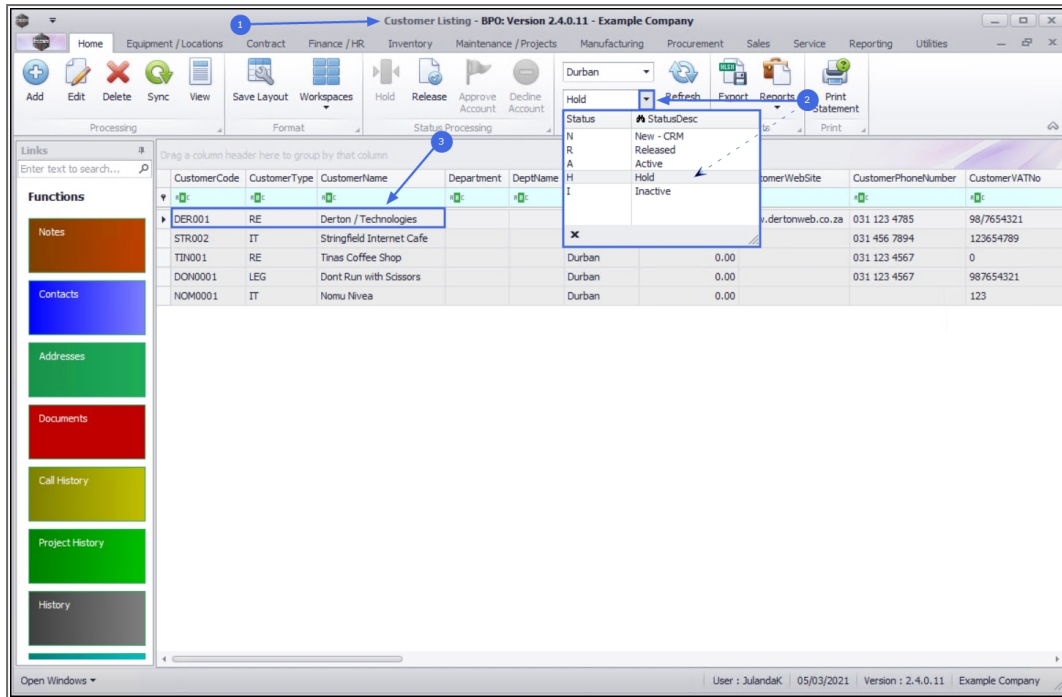 1
Customer Listing - BPO: Version 2.4.0.11 - Example Company
Home Equipment / Locations Contract Finance / HR Inventory Maintenance / Projects Manufacturing Procurement Sales Service Reporting Utilities
Add Edit Delete Sync View Save Layout Workspaces Hold Release Approve Account Decline Account Durban Refresh Export Reports Print Statement
Hold 2
Processing Format Status Processing Print
Status StatusDesc
N New - CRM
R Released
A Active
H Hold
I Inactive
Links 3
Enter text to search...
Drag a column header here to group by that column
CustomerCode CustomerType CustomerName Department DeptName CustomerPhoneNumber CustomerVATNo
Functions
DER001 RE Derton / Technologies 031 123 4785 98/7654321
STR002 IT Stringfield Internet Cafe 031 456 7894 123654789
TIN001 RE Tinas Coffee Shop Durban 0.00 031 123 4567 0
DON0001 LEG Dont Run with Scissors Durban 0.00 031 123 4567 987654321
NOM0001 IT Nomu Nivea Durban 0.00 123
Notes
Contacts
Addresses
Documents
Call History
Project History
History
Open Windows User : JulandaK 05/03/2021 Version : 2.4.0.11 Example Company